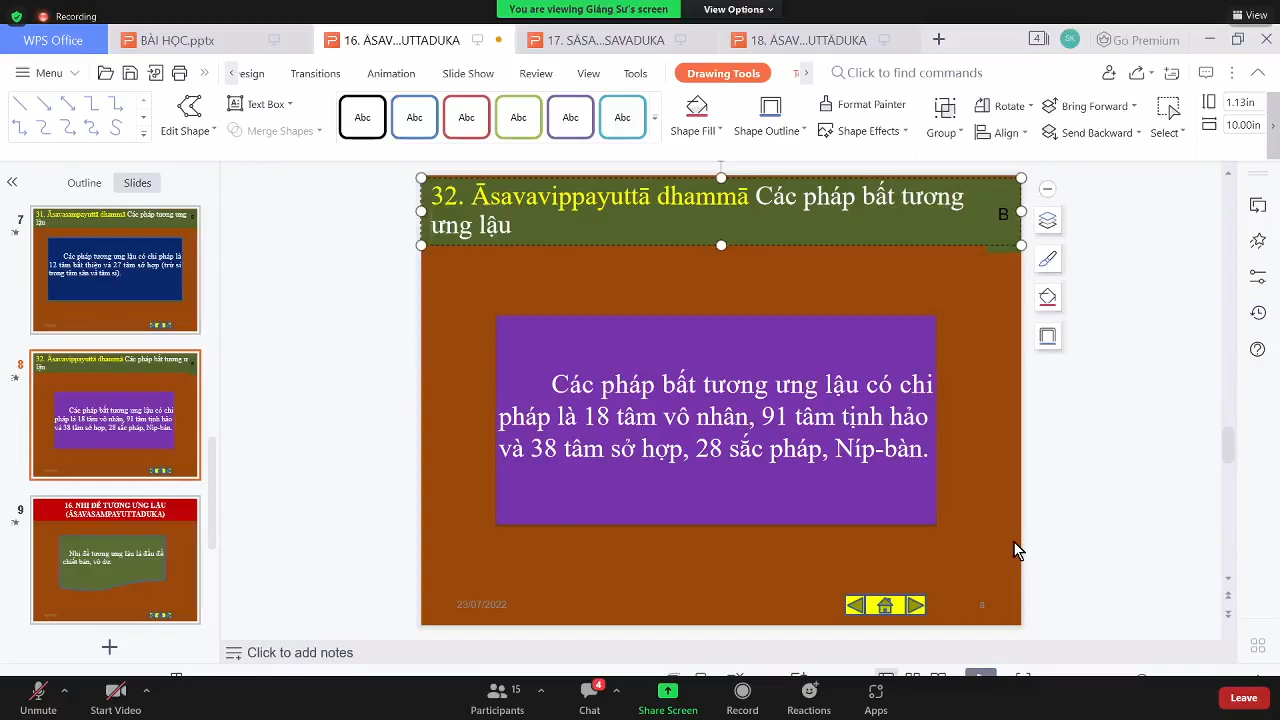 Recording
You are viewing Giảng Sư's screen
View Options
View
WPS Office
BÀI HỌC.pptx
16. ĀSAV...UTTADUKA
17. SĀSA...SAVADUKA
18. ĀSAV...UTTADUKA
4
SK
Go Premium
Menu
esign
Transitions
Animation
Slide Show
Review
View
Tools
Drawing Tools
Click to find commands
Edit Shape
Text Box
Merge Shapes
Abc
Abc
Abc
Abc
Abc
Abc
Shape Fill
Shape Outline
Format Painter
Shape Effects
Group
Rotate
Align
Bring Forward
Send Backward
Select
1.13in
10.00in
Outline
Slides
7
31. Āsavasampayuttā dhammā Các pháp tương ưng
lậu
Các pháp tương ưng lậu có chi pháp là
12 tâm bất thiện và 27 tâm sở hợp (trừ si
trong tâm sân và tâm si).
8
32. Āsavavippayuttā dhammā Các pháp bất tương ư
lậu
Các pháp bất tương ưng lậu có chi
pháp là 18 tâm vô nhân, 91 tâm tịnh hảo
và 38 tâm sở hợp, 28 sắc pháp, Níp-bàn.
9
16. NHỊ ĐỀ TƯƠNG ƯNG LẬU
(ĀSAVASAMPAYUTTADUKA)
Nhị đề tương ưng lậu là đầu đề
chiết bán, vô dư.
32. Āsavavippayuttā dhammā Các pháp bất tương
ưng lậu
B
Các pháp bất tương ưng lậu có chi
pháp là 18 tâm vô nhân, 91 tâm tịnh hảo
và 38 tâm sở hợp, 28 sắc pháp, Níp-bàn.
23/07/2022
8
Click to add notes
Unmute
Start Video
15
Participants
4
Chat
Share Screen
Record
Reactions
Apps
Leave